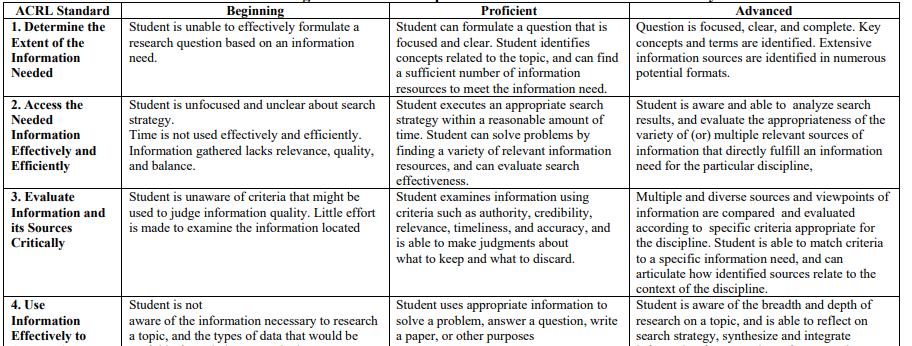 ACRL Standard Beginning Proficient Advanced
1. Determine the
Extent of the
Information
Needed
Student is unable to effectively formulate a
research question based on an information
need.
Student can formulate a question that is
focused and clear. Student identifies
concepts related to the topic, and can find
a sufficient number of information
resources to meet the information need.
Question is focused, clear, and complete. Key
concepts and terms are identified. Extensive
information sources are identified in numerous
potential formats.
2. Access the
Needed
Information
Effectively and
Efficiently
Student is unfocused and unclear about search
strategy.
Time is not used effectively and efficiently.
Information gathered lacks relevance, quality,
and balance.
Student executes an appropriate search
strategy within a reasonable amount of
time. Student can solve problems by
finding a variety of relevant information
resources, and can evaluate search
effectiveness.
Student is aware and able to analyze search
results, and evaluate the appropriateness of the
variety of (or) multiple relevant sources of
information that directly fulfill an information
need for the particular discipline,
3. Evaluate
Information and
its Sources
Critically
Student is unaware of criteria that might be
used to judge information quality. Little effort
is made to examine the information located
Student examines information using
criteria such as authority, credibility,
relevance, timeliness, and accuracy, and
is able to make judgments about
what to keep and what to discard.
Multiple and diverse sources and viewpoints of
information are compared and evaluated
according to specific criteria appropriate for
the discipline. Student is able to match criteria
to a specific information need, and can
articulate how identified sources relate to the
context of the discipline.
4. Use
Information
Effectively to
Student is not
aware of the information necessary to research
a topic, and the types of data that would be
Student uses appropriate information to
solve a problem, answer a question, write
a paper, or other purposes
Student is aware of the breadth and depth of
research on a topic, and is able to reflect on
search strategy, synthesize and integrate